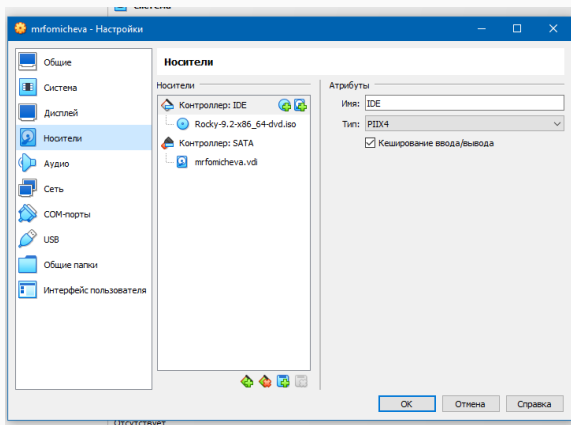 mrfomicheva - Настройки
Общие
Система
Дисплей
Носители
Аудио
Сеть
COM-порты
USB
Общие папки
Интерфейс пользователя
Носители
Носители
Контроллер: IDE
Rocky-9.2-x86_64-dvd.iso
Контроллер: SATA
mrfomicheva.vdi
Атрибуты
Имя: IDE
Тип: PIIX4
Кеширование ввода/вывода
OK Отмена Справка
Отсутствует